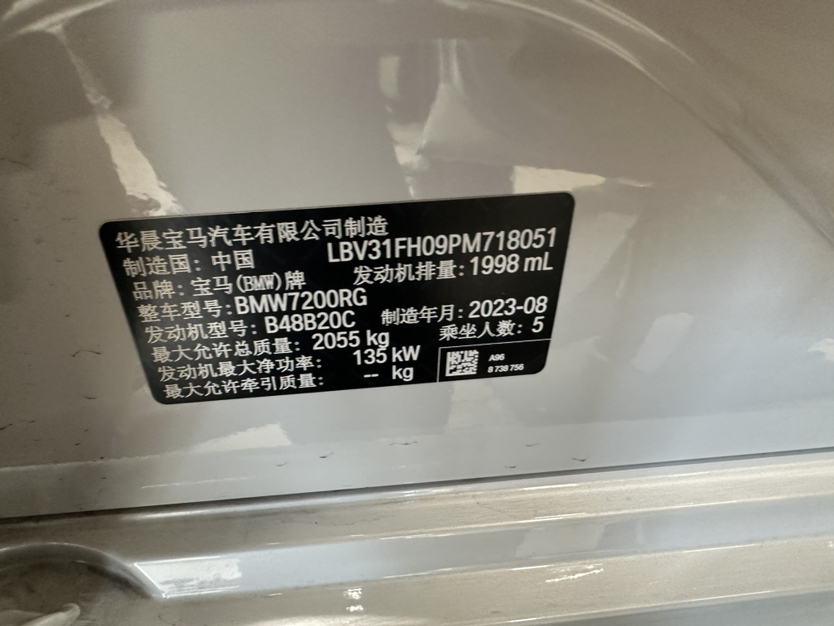 华晨宝马汽车有限公司制造
制造国：中国 LBV31FH09PM718051
品牌：宝马(BMW)牌 发动机排量：1998 mL
整车型号：BMW7200RG
发动机型号：B48B20C 制造年月：2023-08
最大允许总质量：2055 kg 乘坐人数：5
发动机最大净功率：135 kW
最大允许牵引质量：-- kg
A96
8 738 756